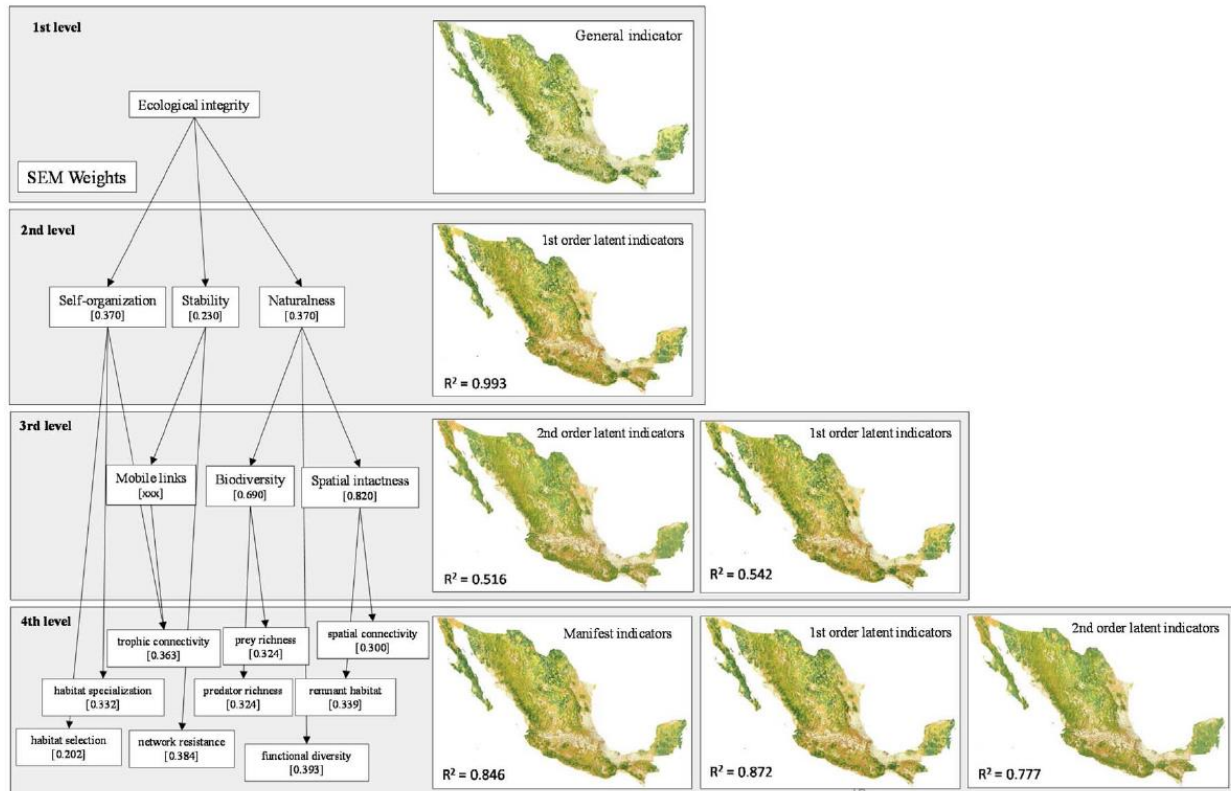 1st level
General indicator
Ecological integrity
SEM Weights
2nd level
1st order latent indicators
Self-organization
[0.370]
Stability
[0.230]
Naturalness
[0.370]
R² = 0.993
3rd level
2nd order latent indicators
1st order latent indicators
Mobile links
[xxx]
Biodiversity
[0.690]
Spatial intactness
[0.820]
R² = 0.516
R² = 0.542
4th level
Manifest indicators
1st order latent indicators
2nd order latent indicators
trophic connectivity
[0.363]
prey richness
[0.324]
spatial connectivity
[0.300]
habitat specialization
[0.332]
predator richness
[0.324]
remnant habitat
[0.339]
habitat selection
[0.202]
network resistance
[0.384]
functional diversity
[0.393]
R² = 0.846
R² = 0.872
R² = 0.777